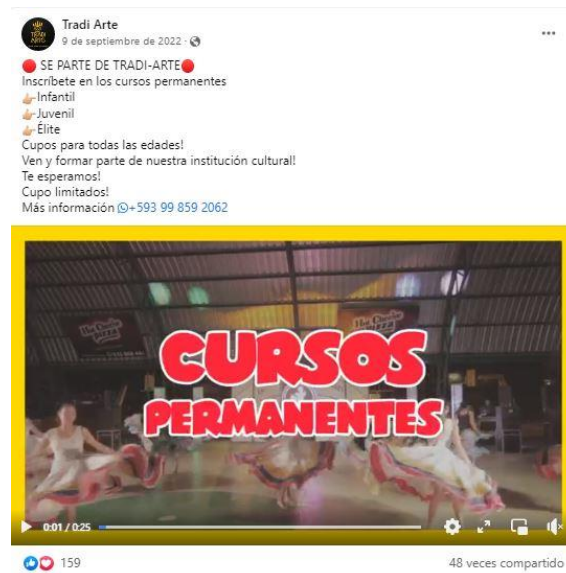 Tradi Arte
9 de septiembre de 2022 ·
🔴 SE PARTE DE TRADI-ARTE🔴
Inscríbete en los cursos permanentes
👉🏼Infantil
👉🏼Juvenil
👉🏼Élite
Cupos para todas las edades!
Ven y formar parte de nuestra institución cultural!
Te esperamos!
Cupo limitados!
Más información +593 99 859 2062
CURSOS
PERMANENTES
0:01 / 0:25
159
48 veces compartido